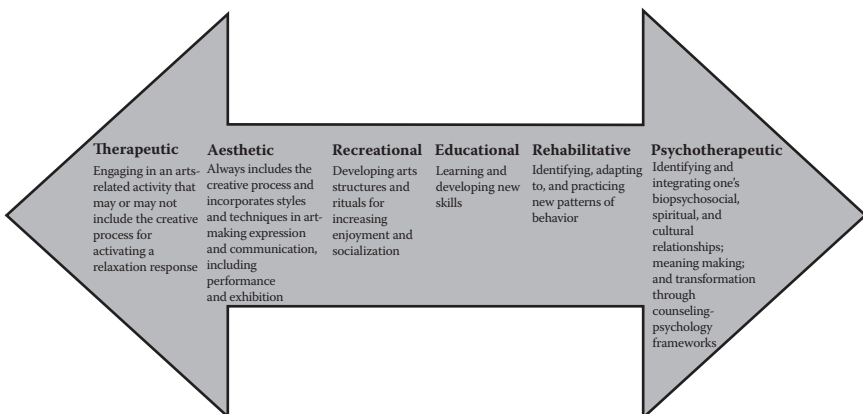 Therapeutic
Engaging in an arts-
related activity that
may or may not
include the creative
process for
activating a
relaxation response
Aesthetic
Always includes the
creative process and
incorporates styles
and techniques in art-
making expression
and communication,
including
performance
and exhibition
Recreational
Developing arts
structures and
rituals for
increasing
enjoyment and
socialization
Educational
Learning and
developing new
skills
Rehabilitative
Identifying, adapting
to, and practicing
new patterns of
behavior
Psychotherapeutic
Identifying and
integrating one's
biopsychosocial,
spiritual, and
cultural
relationships;
meaning making;
and transformation
through
counseling-
psychology
frameworks